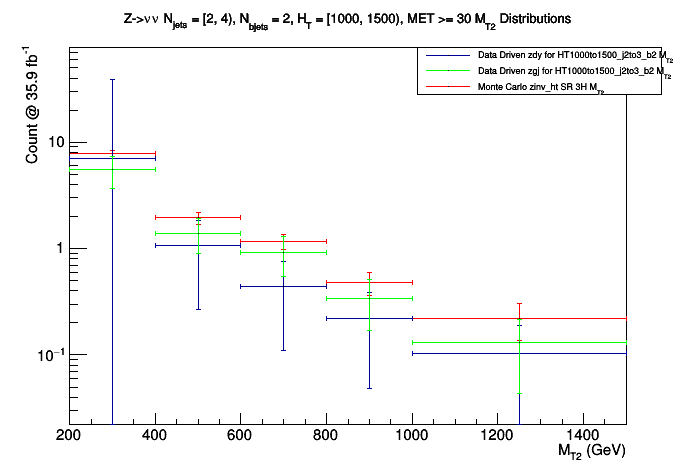 Z->νν N_jets = [2, 4), N_bjets = 2, H_T = [1000, 1500), MET >= 30 M_T2 Distributions
Data Driven zdy for HT1000to1500_j2to3_b2 M_T2
Data Driven zgj for HT1000to1500_j2to3_b2 M_T2
Monte Carlo zinv_ht SR 3H M_T2
Count @ 35.9 fb^-1
10
1
10^-1
200 400 600 800 1000 1200 1400
M_T2 (GeV)